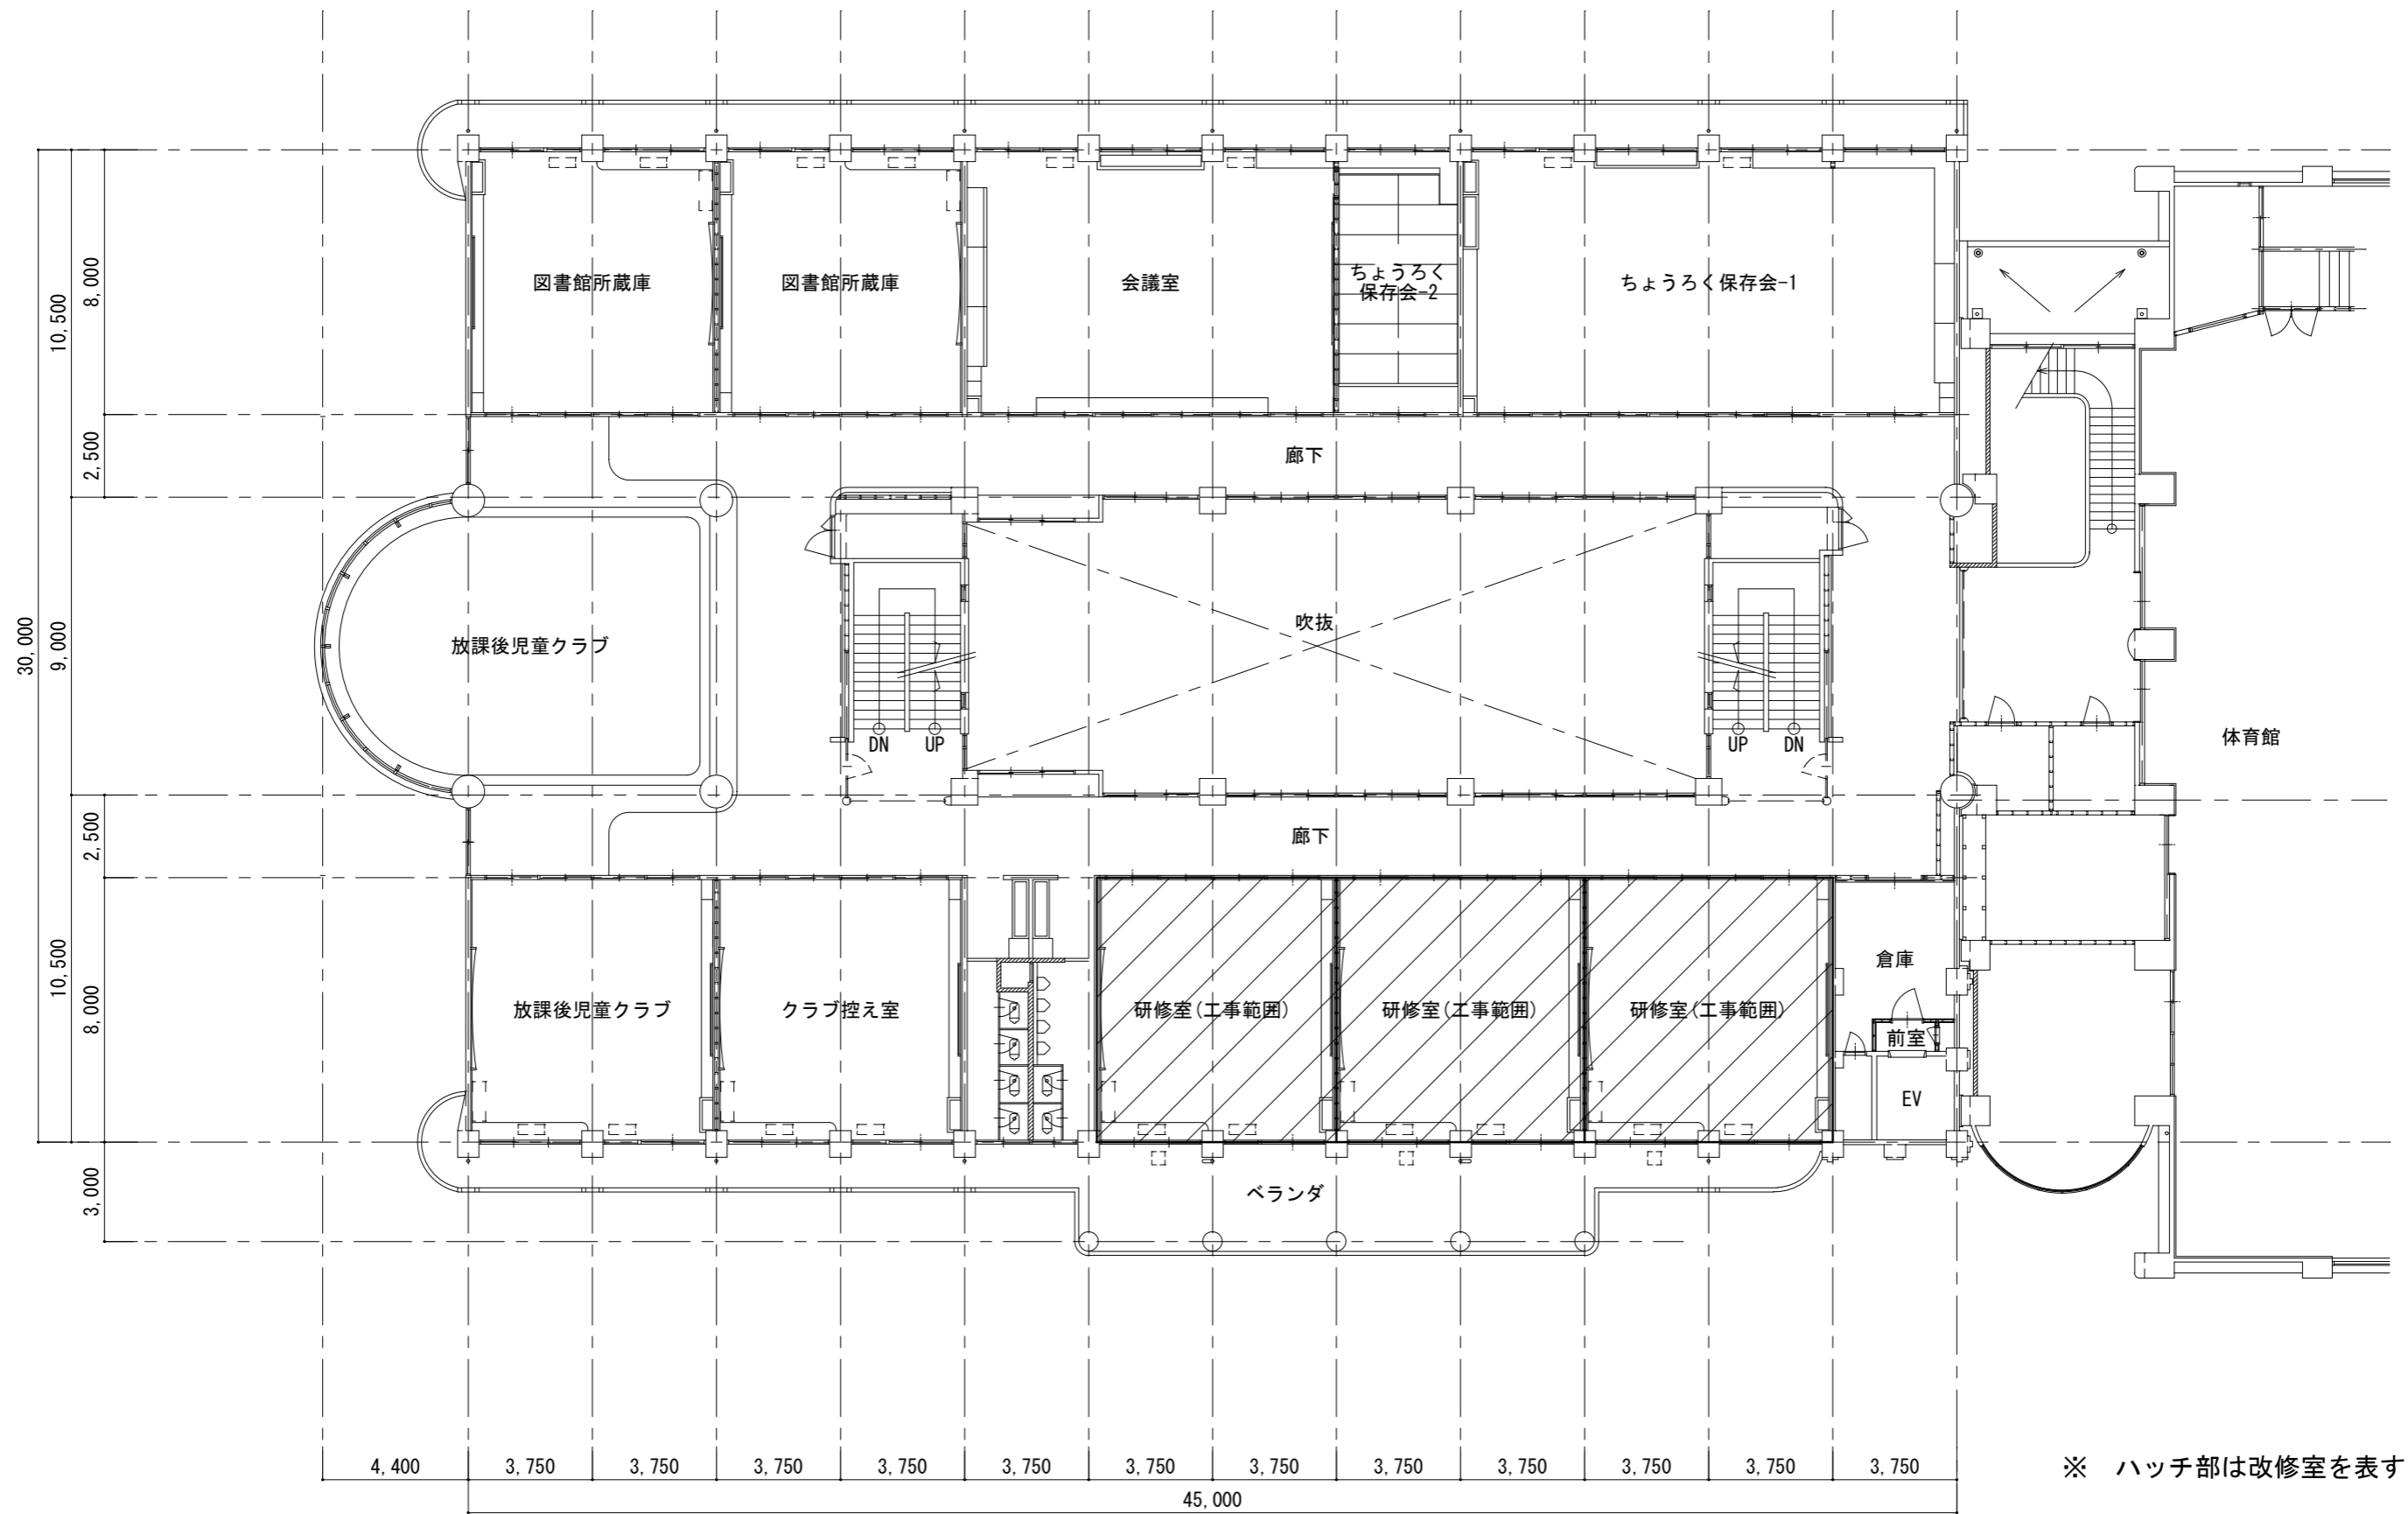 図書館所蔵庫
図書館所蔵庫
会議室
ちょうろく
保存会-2
ちょうろく保存会-1
廊下
放課後児童クラブ
吹抜
DN
UP
UP
DN
体育館
廊下
放課後児童クラブ
クラブ控え室
研修室(工事範囲)
研修室(工事範囲)
研修室(工事範囲)
倉庫
前室
EV
ベランダ
30,000
10,500
8,000
2,500
9,000
2,500
10,500
8,000
3,000
4,400
3,750
3,750
3,750
3,750
3,750
3,750
3,750
3,750
3,750
3,750
3,750
3,750
45,000
※ ハッチ部は改修室を表す